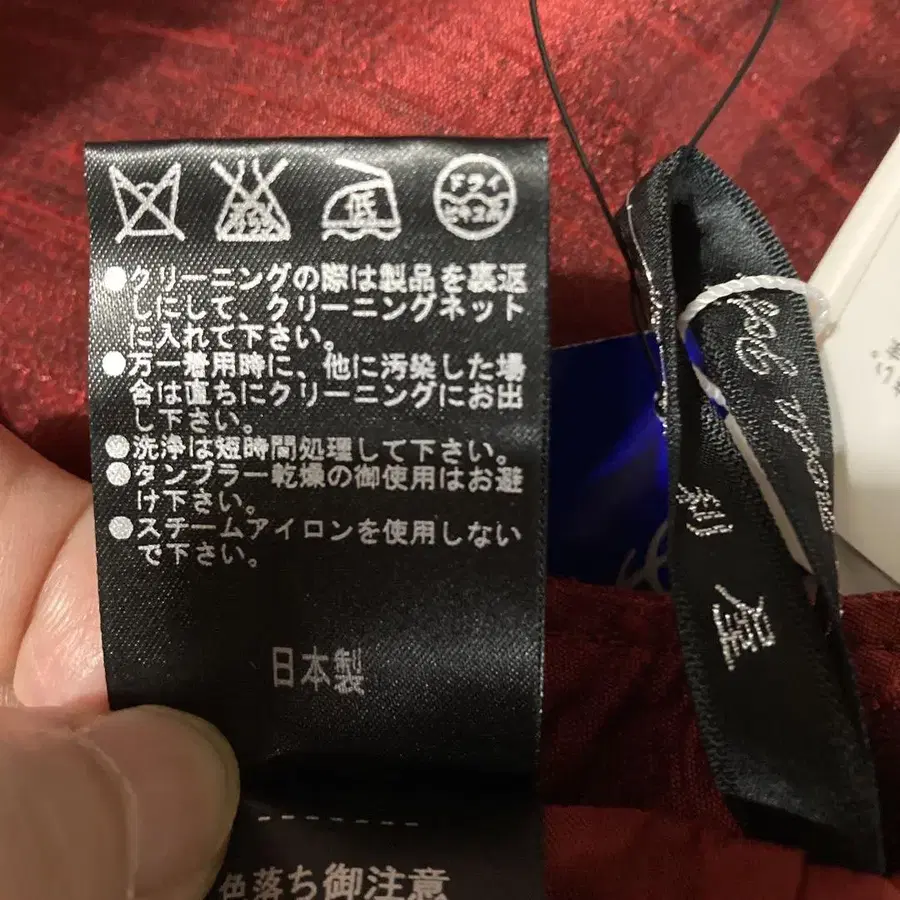 エンソサラシ
低
ドライ
セキユ系
●クリーニングの際は製品を裏返
しにして、クリーニングネット
に入れて下さい。
●万一着用時に、他に汚染した場
合は直ちにクリーニングにお出
し下さい。
●洗浄は短時間処理して下さい。
●タンブラー乾燥の御使用はお避
け下さい。
●スチームアイロンを使用しない
で下さい。
日本製
色落ち御注意